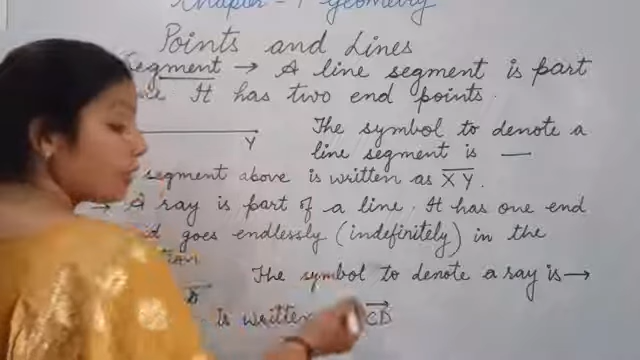 Chapter - 1 Geometry
Points and Lines
Segment → A line segment is part
It has two end points.
Y
The symbol to denote a
line segment is —
segment above is written as X̅Y̅.
→ A ray is part of a line. It has one end
goes endlessly (indefinitely) in the
The symbol to denote a ray is →
Is written CD